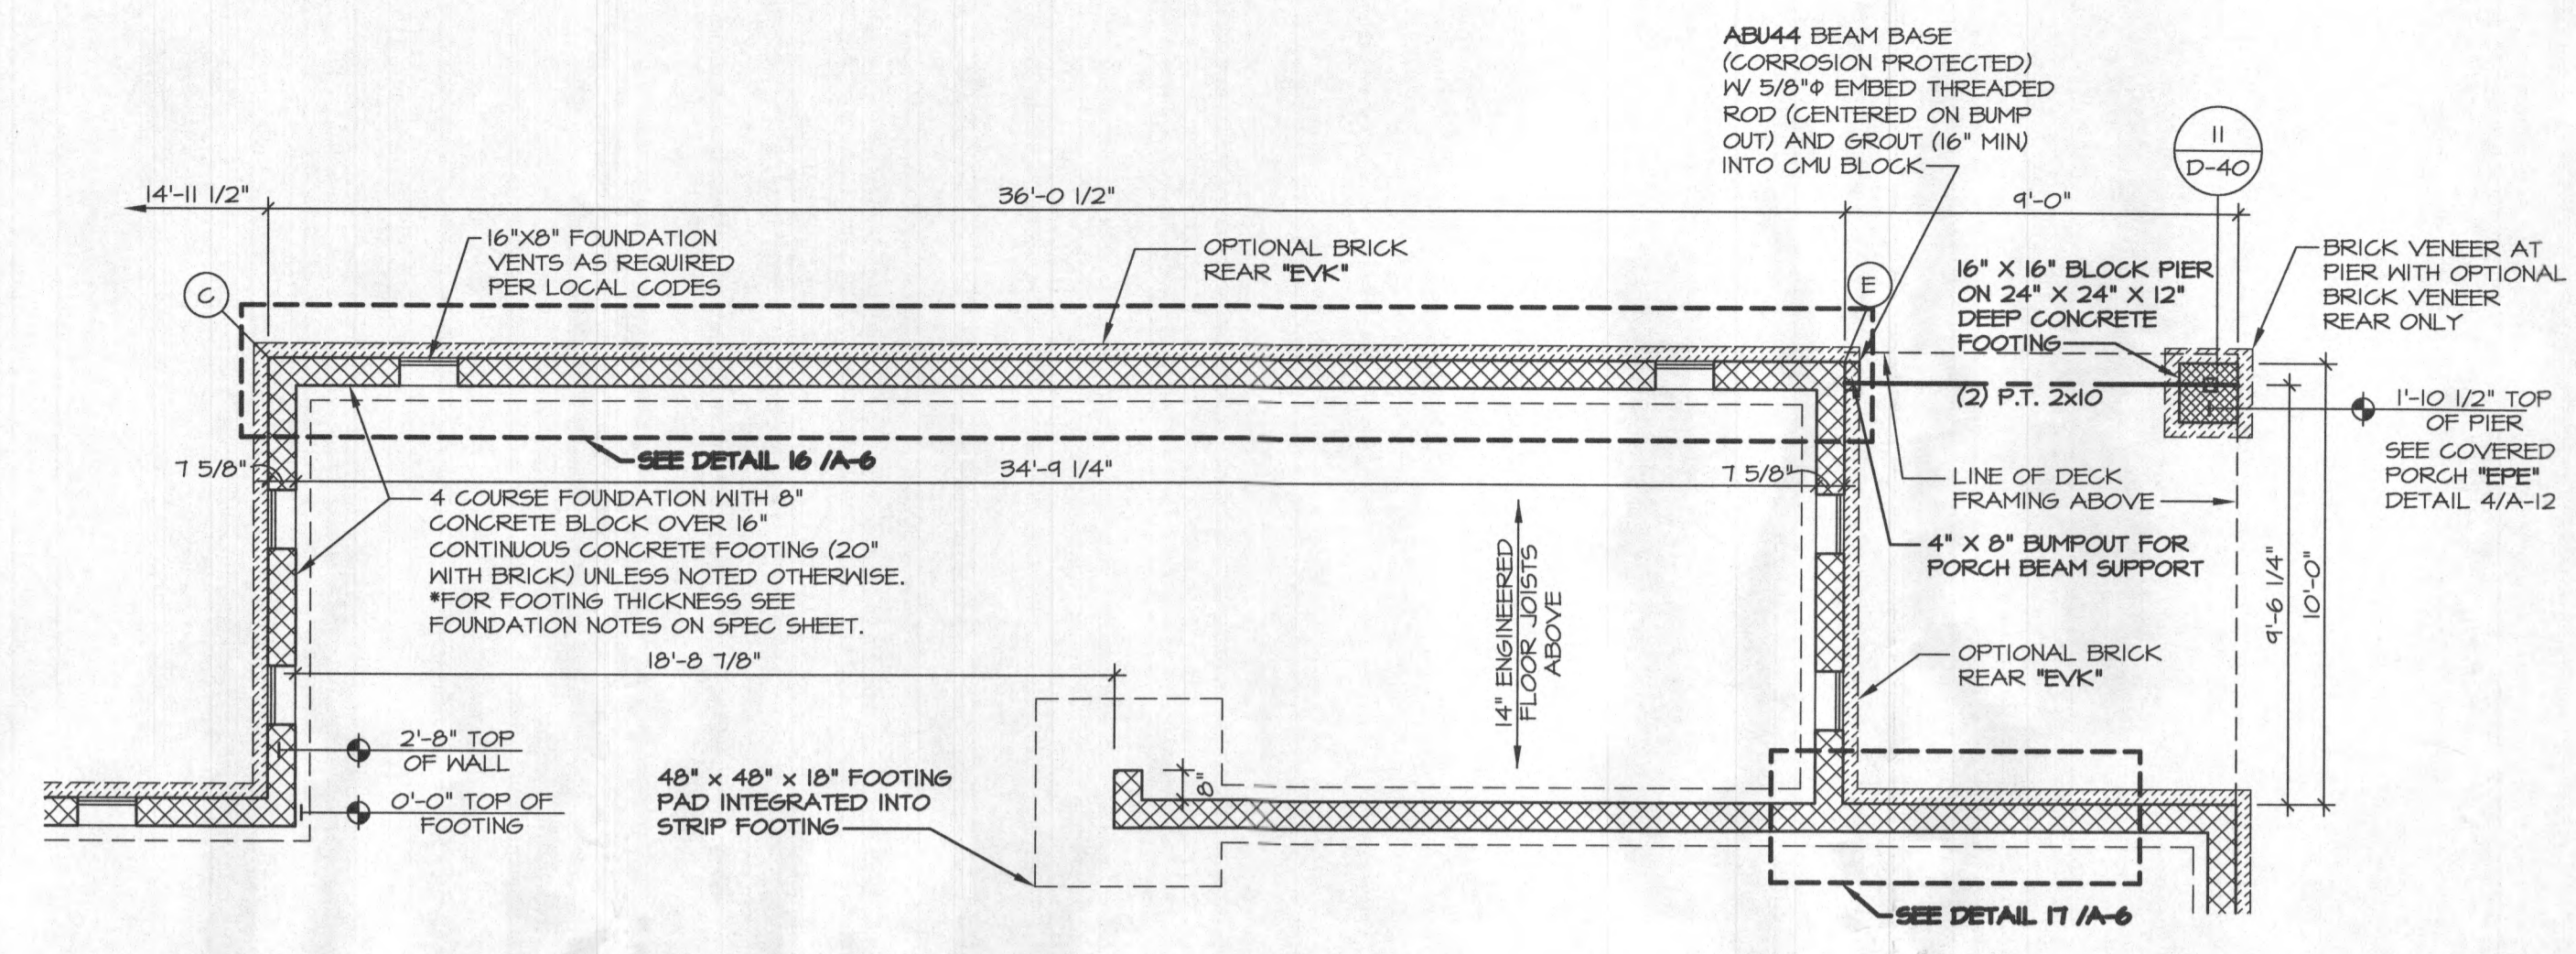 ABU44 BEAM BASE
(CORROSION PROTECTED)
W/ 5/8"Φ EMBED THREADED
ROD (CENTERED ON BUMP
OUT) AND GROUT (16" MIN)
INTO CMU BLOCK
11
D-40
14'-11 1/2"
36'-0 1/2"
9'-0"
16"X8" FOUNDATION
VENTS AS REQUIRED
PER LOCAL CODES
OPTIONAL BRICK
REAR "EVK"
C
E
16" X 16" BLOCK PIER
ON 24" X 24" X 12"
DEEP CONCRETE
FOOTING
BRICK VENEER AT
PIER WITH OPTIONAL
BRICK VENEER
REAR ONLY
(2) P.T. 2x10
1'-10 1/2" TOP
OF PIER
SEE COVERED
PORCH "EPE"
DETAIL 4/A-12
SEE DETAIL 16 /A-6
7 5/8"
34'-9 1/4"
7 5/8"
LINE OF DECK
FRAMING ABOVE
4 COURSE FOUNDATION WITH 8"
CONCRETE BLOCK OVER 16"
CONTINUOUS CONCRETE FOOTING (20"
WITH BRICK) UNLESS NOTED OTHERWISE.
*FOR FOOTING THICKNESS SEE
FOUNDATION NOTES ON SPEC SHEET.
14" ENGINEERED
FLOOR JOISTS
ABOVE
4" X 8" BUMPOUT FOR
PORCH BEAM SUPPORT
9'-6 1/4"
10'-0"
18'-8 7/8"
OPTIONAL BRICK
REAR "EVK"
2'-8" TOP
OF WALL
0'-0" TOP OF
FOOTING
48" x 48" x 18" FOOTING
PAD INTEGRATED INTO
STRIP FOOTING
8"
SEE DETAIL 17 /A-6